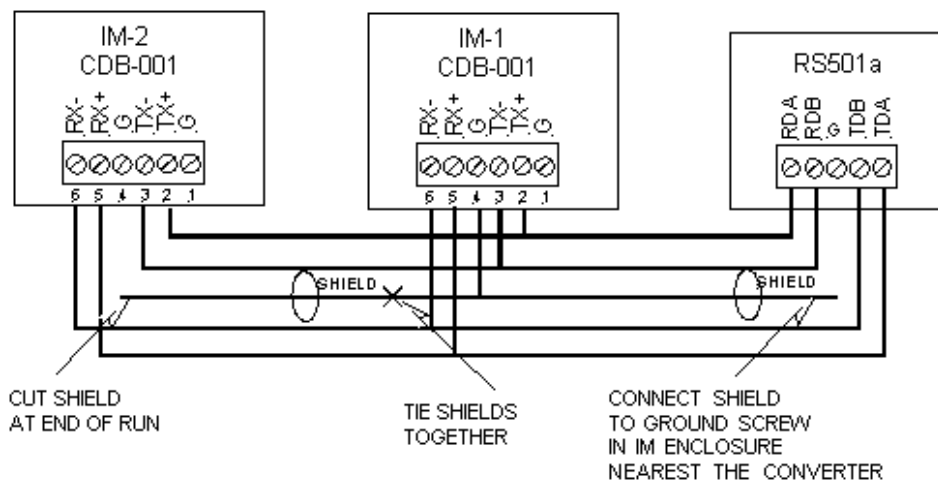 IM-2
CDB-001
RX-
RX+
G
TX-
TX+
G
6 5 4 3 2 1
IM-1
CDB-001
RX-
RX+
G
TX-
TX+
G
6 5 4 3 2 1
RS501a
RDA
RDB
G
TDB
TDA
SHIELD
SHIELD
CUT SHIELD
AT END OF RUN
TIE SHIELDS
TOGETHER
CONNECT SHIELD
TO GROUND SCREW
IN IM ENCLOSURE
NEAREST THE CONVERTER